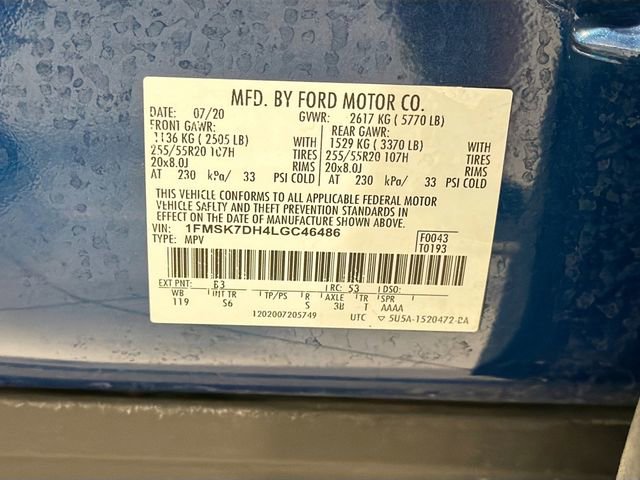 MFD. BY FORD MOTOR CO.
DATE: 07/20 GVWR: 2617 KG ( 5770 LB)
FRONT GAWR: REAR GAWR:
1136 KG ( 2505 LB) WITH 1529 KG ( 3370 LB) WITH
255/55R20 107H TIRES 255/55R20 107H TIRES
20x8.0J RIMS 20x8.0J RIMS
AT 230 kPa/ 33 PSI COLD AT 230 kPa/ 33 PSI COLD
THIS VEHICLE CONFORMS TO ALL APPLICABLE FEDERAL MOTOR
VEHICLE SAFETY AND THEFT PREVENTION STANDARDS IN
EFFECT ON THE DATE OF MANUFACTURE SHOWN ABOVE.
VIN: 1FMSK7DH4LGC46486 F0043
TYPE: MPV T0193
EXT PNT: B3 RC: 53 DSO:
WB INT TR TP/PS R AXLE TR SPR
119 S6 S 3B T AAAA
1202007205749 UTC ▽ 5U5A-1520472-BA